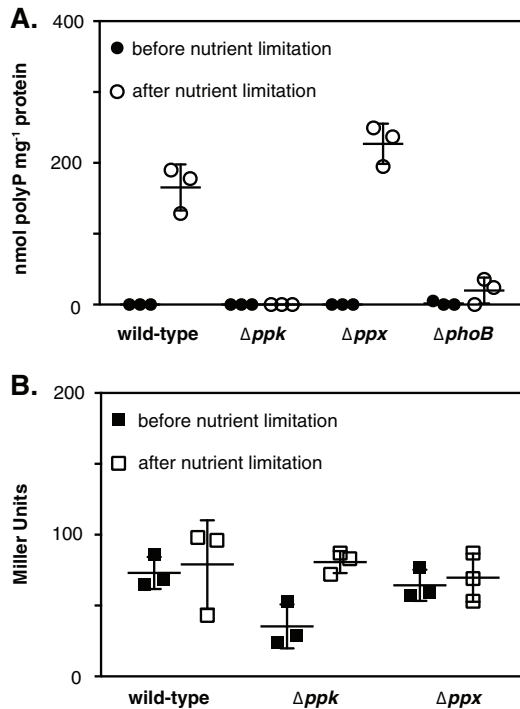 A.
400
before nutrient limitation
after nutrient limitation
200
0
nmol polyP mg⁻¹ protein
wild-type Δppk Δppx ΔphoB
B.
200
before nutrient limitation
after nutrient limitation
100
0
Miller Units
wild-type Δppk Δppx